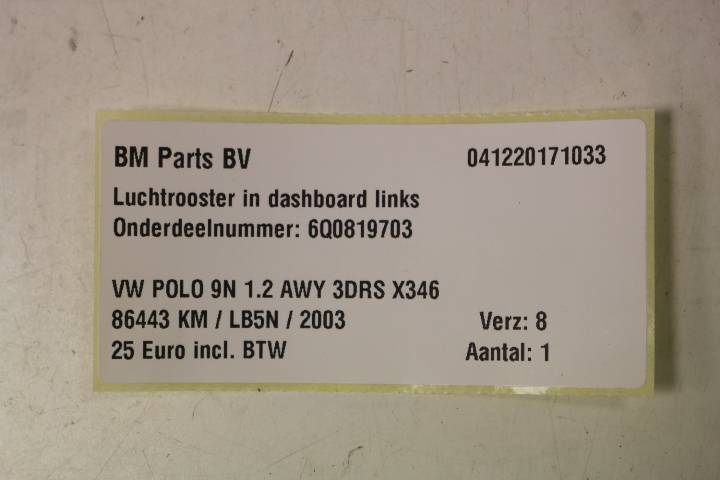 BM Parts BV 041220171033
Luchtrooster in dashboard links
Onderdeelnummer: 6Q0819703
VW POLO 9N 1.2 AWY 3DRS X346
86443 KM / LB5N / 2003 Verz: 8
25 Euro incl. BTW Aantal: 1